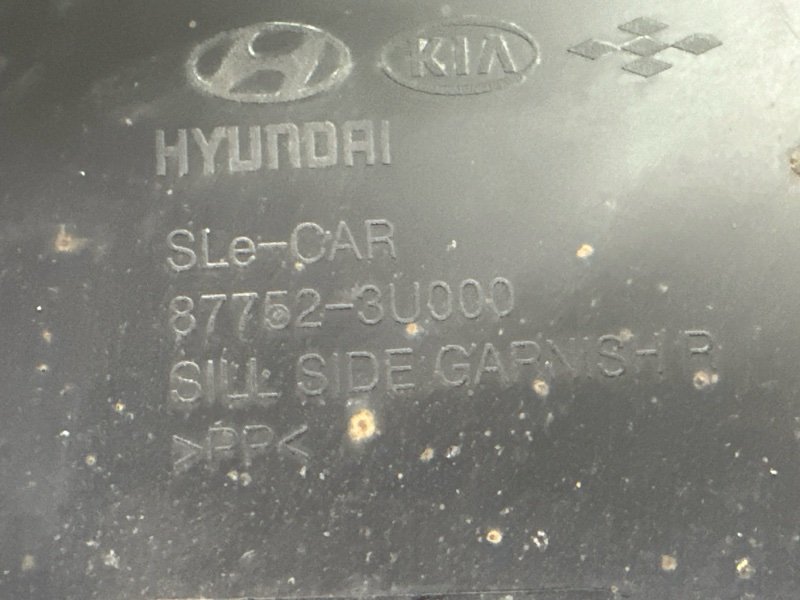 KIA
HYUNDAI
SLe-CAR
87752-3U000
SILL SIDE GARNISH R
>PP<